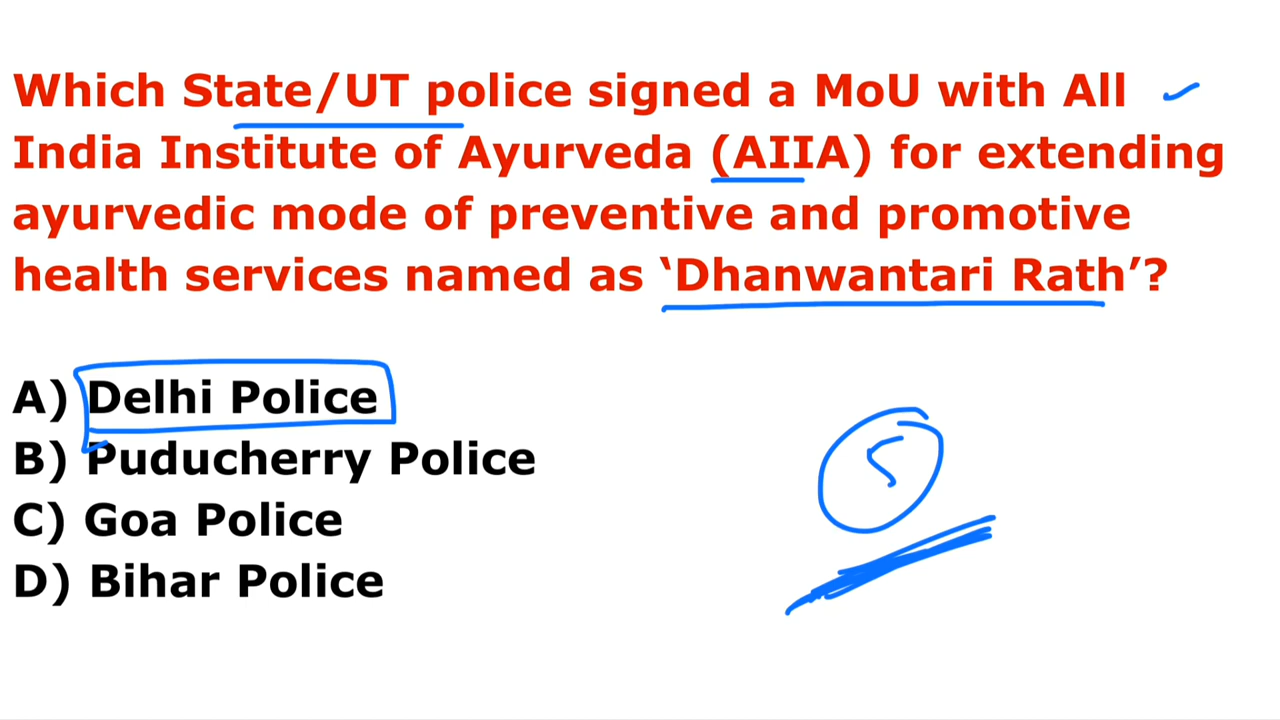 Which State/UT police signed a MoU with All
India Institute of Ayurveda (AIIA) for extending
ayurvedic mode of preventive and promotive
health services named as ‘Dhanwantari Rath’?
A) Delhi Police
B) Puducherry Police
C) Goa Police
D) Bihar Police